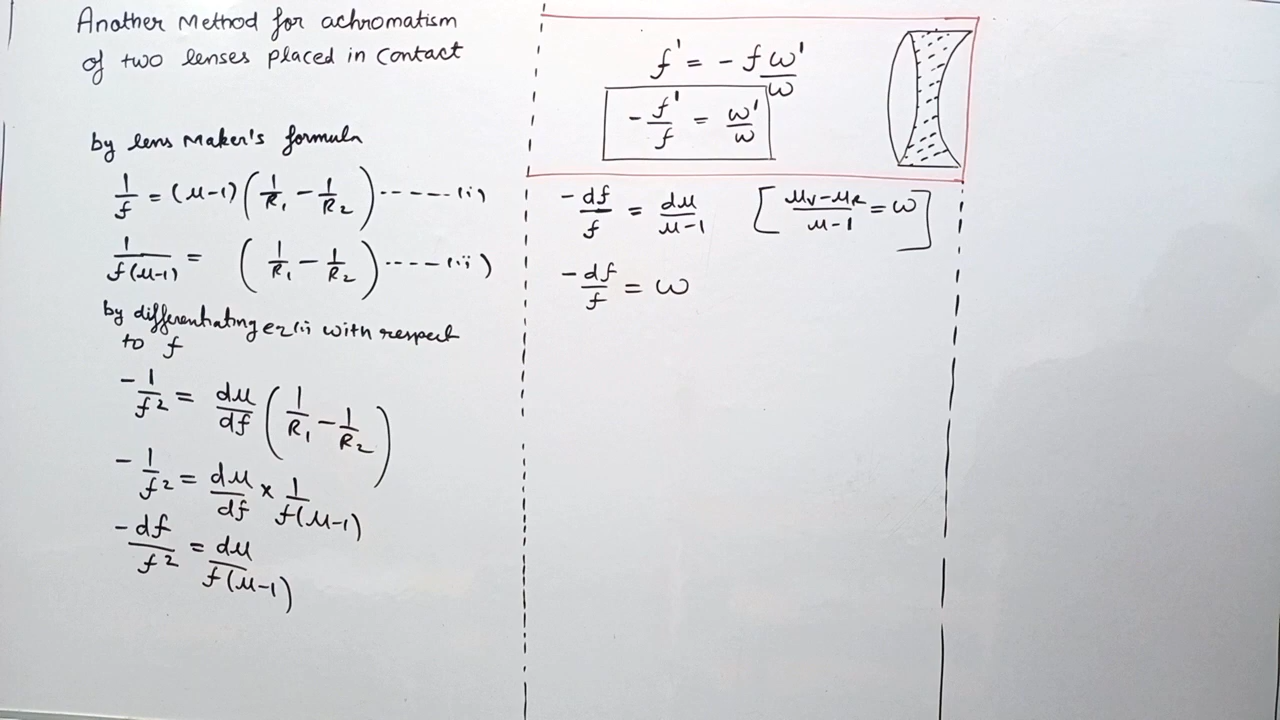 Another Method for achromatism
of two lenses placed in contact
by lens Maker's formula
1/f = (μ-1) (1/R₁ - 1/R₂) ------ (i)
1/f(μ-1) = (1/R₁ - 1/R₂) ------ (ii)
by differentiating eq(i) with respect
to f
-1/f² = dμ/df (1/R₁ - 1/R₂)
-1/f² = dμ/df × 1/f(μ-1)
-df/f² = dμ/f(μ-1)
f' = - f ω'/ω
-f'/f = ω'/ω
-df/f = dμ/μ-1 [μV-μR/μ-1 = ω]
-df/f = ω